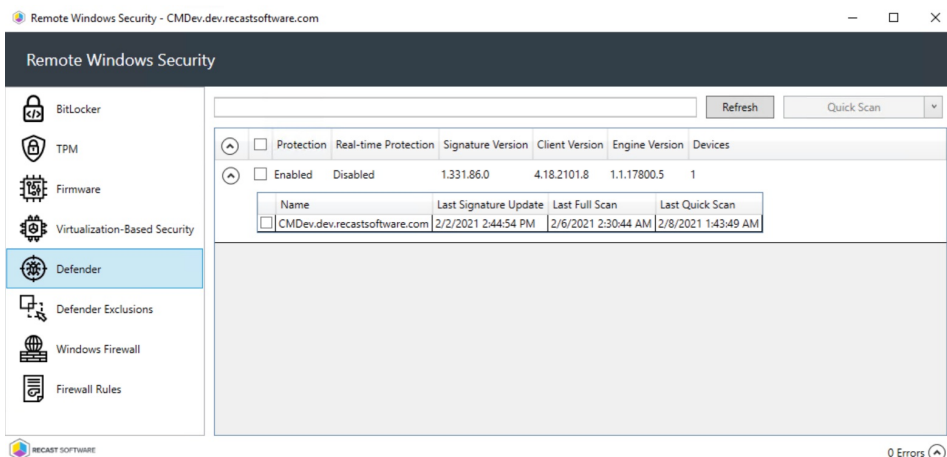 Remote Windows Security - CMDev.dev.recastsoftware.com
Remote Windows Security
BitLocker
TPM
Firmware
Virtualization-Based Security
Defender
Defender Exclusions
Windows Firewall
Firewall Rules
Refresh Quick Scan
Protection Real-time Protection Signature Version Client Version Engine Version Devices
Enabled Disabled 1.331.86.0 4.18.2101.8 1.1.17800.5 1
Name Last Signature Update Last Full Scan Last Quick Scan
CMDev.dev.recastsoftware.com 2/2/2021 2:44:54 PM 2/6/2021 2:30:44 AM 2/8/2021 1:43:49 AM
RECAST SOFTWARE
0 Errors